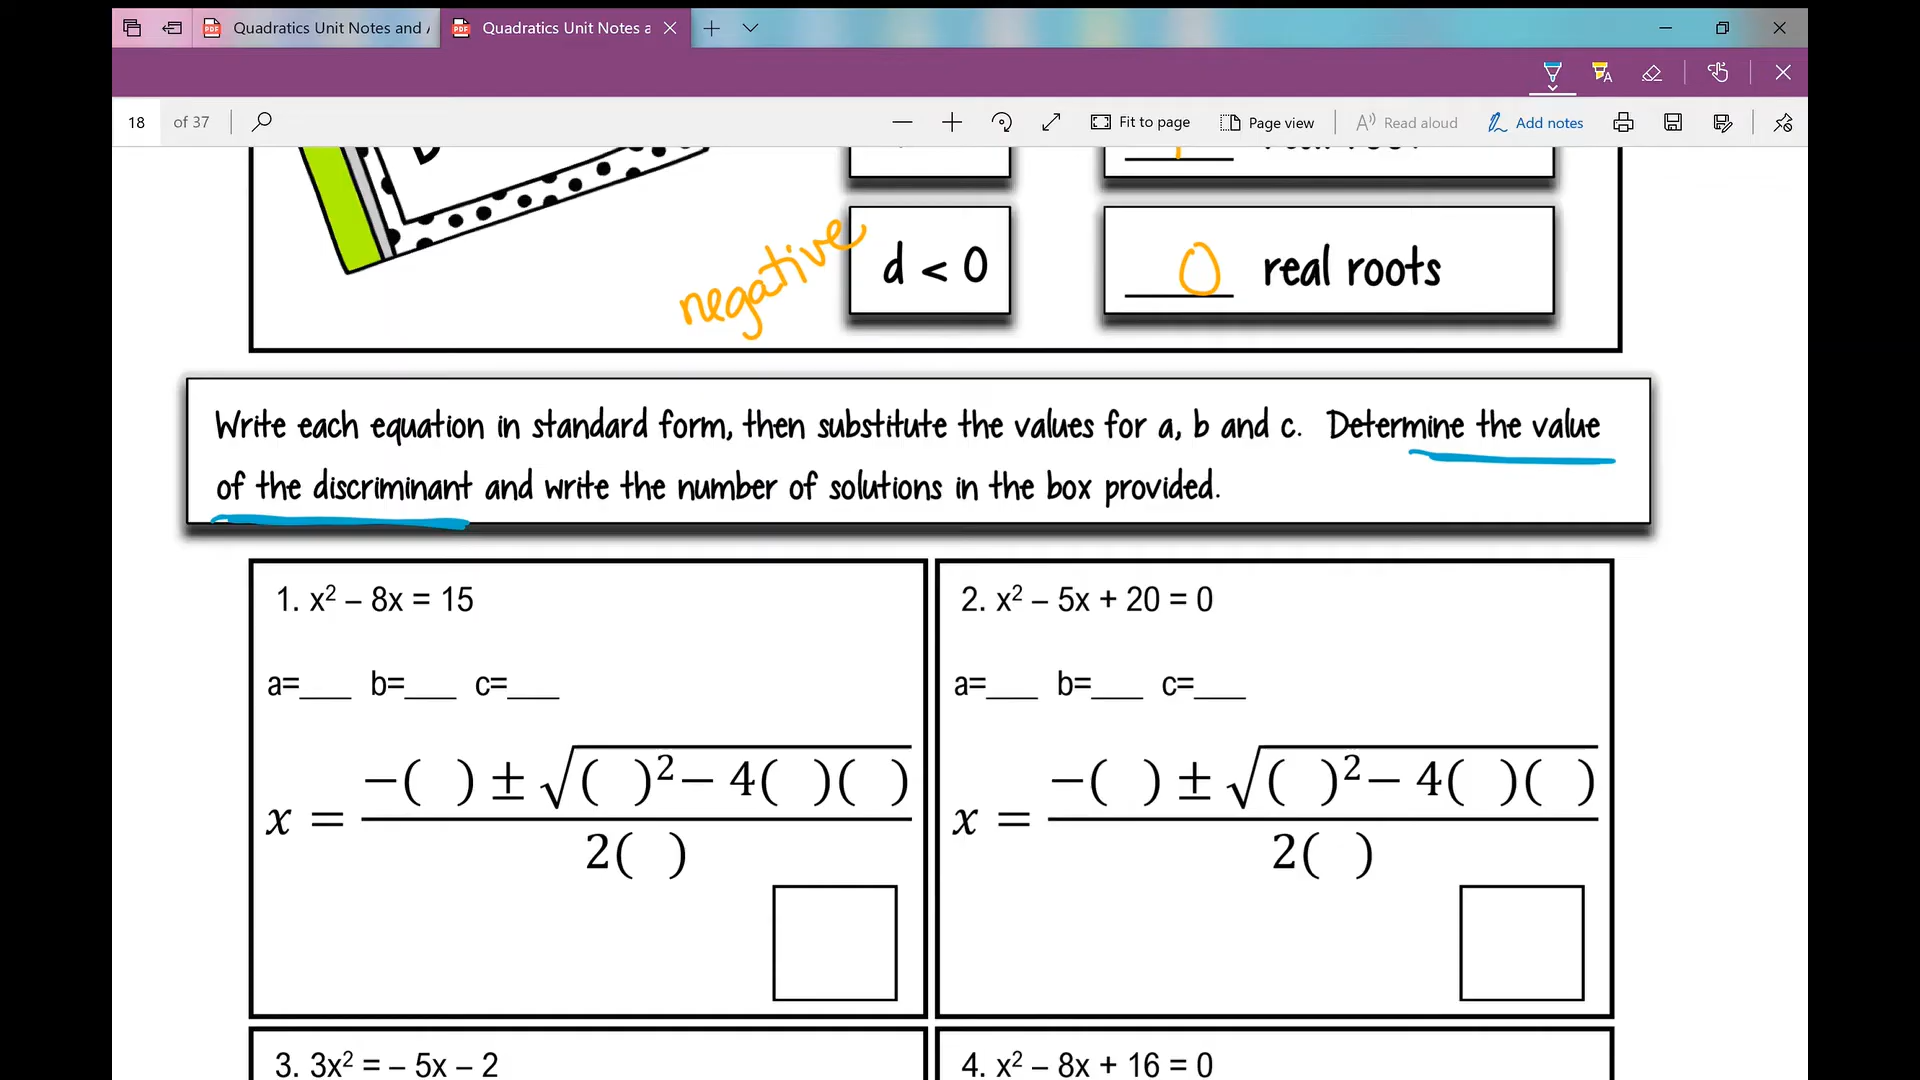 Quadratics Unit Notes and
Quadratics Unit Notes a
18 of 37
Fit to page
Page view
Read aloud
Add notes
negative
d < 0
0 real roots
Write each equation in standard form, then substitute the values for a, b and c. Determine the value
of the discriminant and write the number of solutions in the box provided.
1. x² – 8x = 15
a=___ b=___ c=___
x = −( ) ± √( )² − 4( )( )
2( )
2. x² – 5x + 20 = 0
a=___ b=___ c=___
x = −( ) ± √( )² − 4( )( )
2( )
3. 3x² = – 5x – 2
4. x² – 8x + 16 = 0